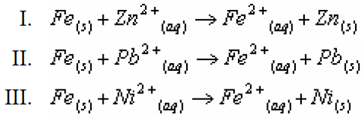 I. Fe(s) + Zn²⁺(aq) → Fe²⁺(aq) + Zn(s)
II. Fe(s) + Pb²⁺(aq) → Fe²⁺(aq) + Pb(s)
III. Fe(s) + Ni²⁺(aq) → Fe²⁺(aq) + Ni(s)